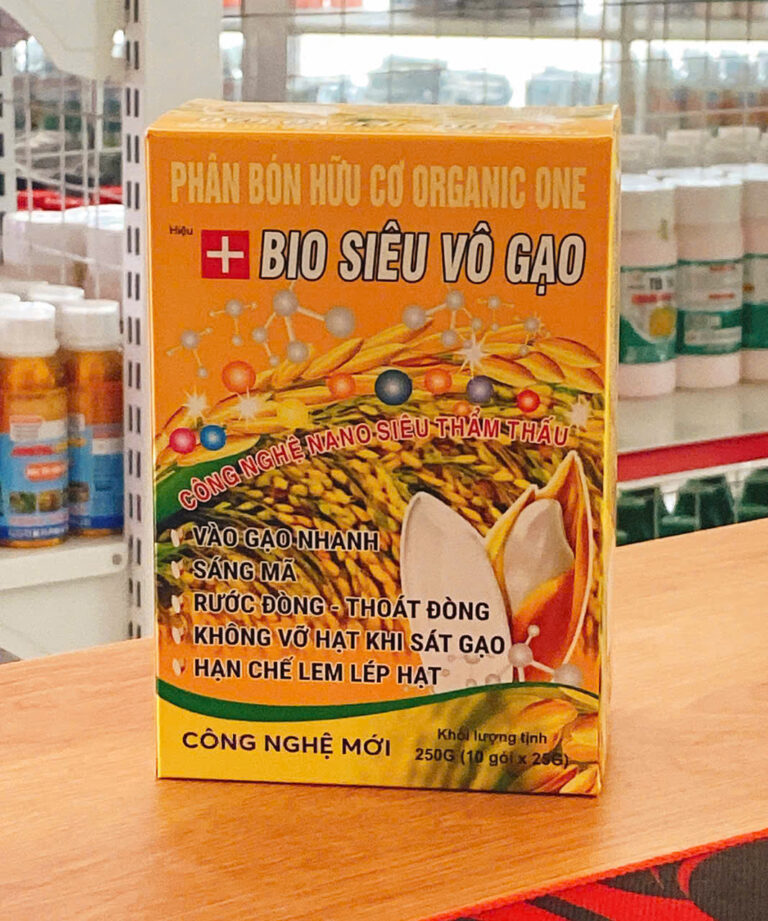 PHÂN BÓN HỮU CƠ ORGANIC ONE
Hiệu
BIO SIÊU VÔ GẠO
CÔNG NGHỆ NANO SIÊU THẨM THẤU
VÀO GẠO NHANH
SÁNG MÃ
RƯỚC ĐÒNG - THOÁT ĐÒNG
KHÔNG VỠ HẠT KHI SÁT GẠO
HẠN CHẾ LEM LÉP HẠT
CÔNG NGHỆ MỚI
Khối lượng tịnh
250G (10 gói x 25G)